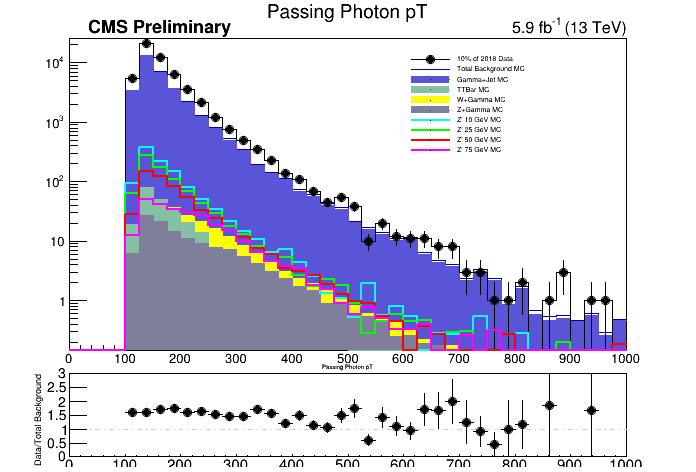 Passing Photon pT
CMS Preliminary
5.9 fb⁻¹ (13 TeV)
10% of 2018 Data
Total Background MC
Gamma+Jet MC
TTBar MC
W+Gamma MC
Z+Gamma MC
Z' 10 GeV MC
Z' 25 GeV MC
Z' 50 GeV MC
Z' 75 GeV MC
10⁴
10³
10²
10
1
0 100 200 300 400 500 600 700 800 900 1000
Passing Photon pT
Data/Total Background
3
2.5
2
1.5
1
0.5
0
0 100 200 300 400 500 600 700 800 900 1000